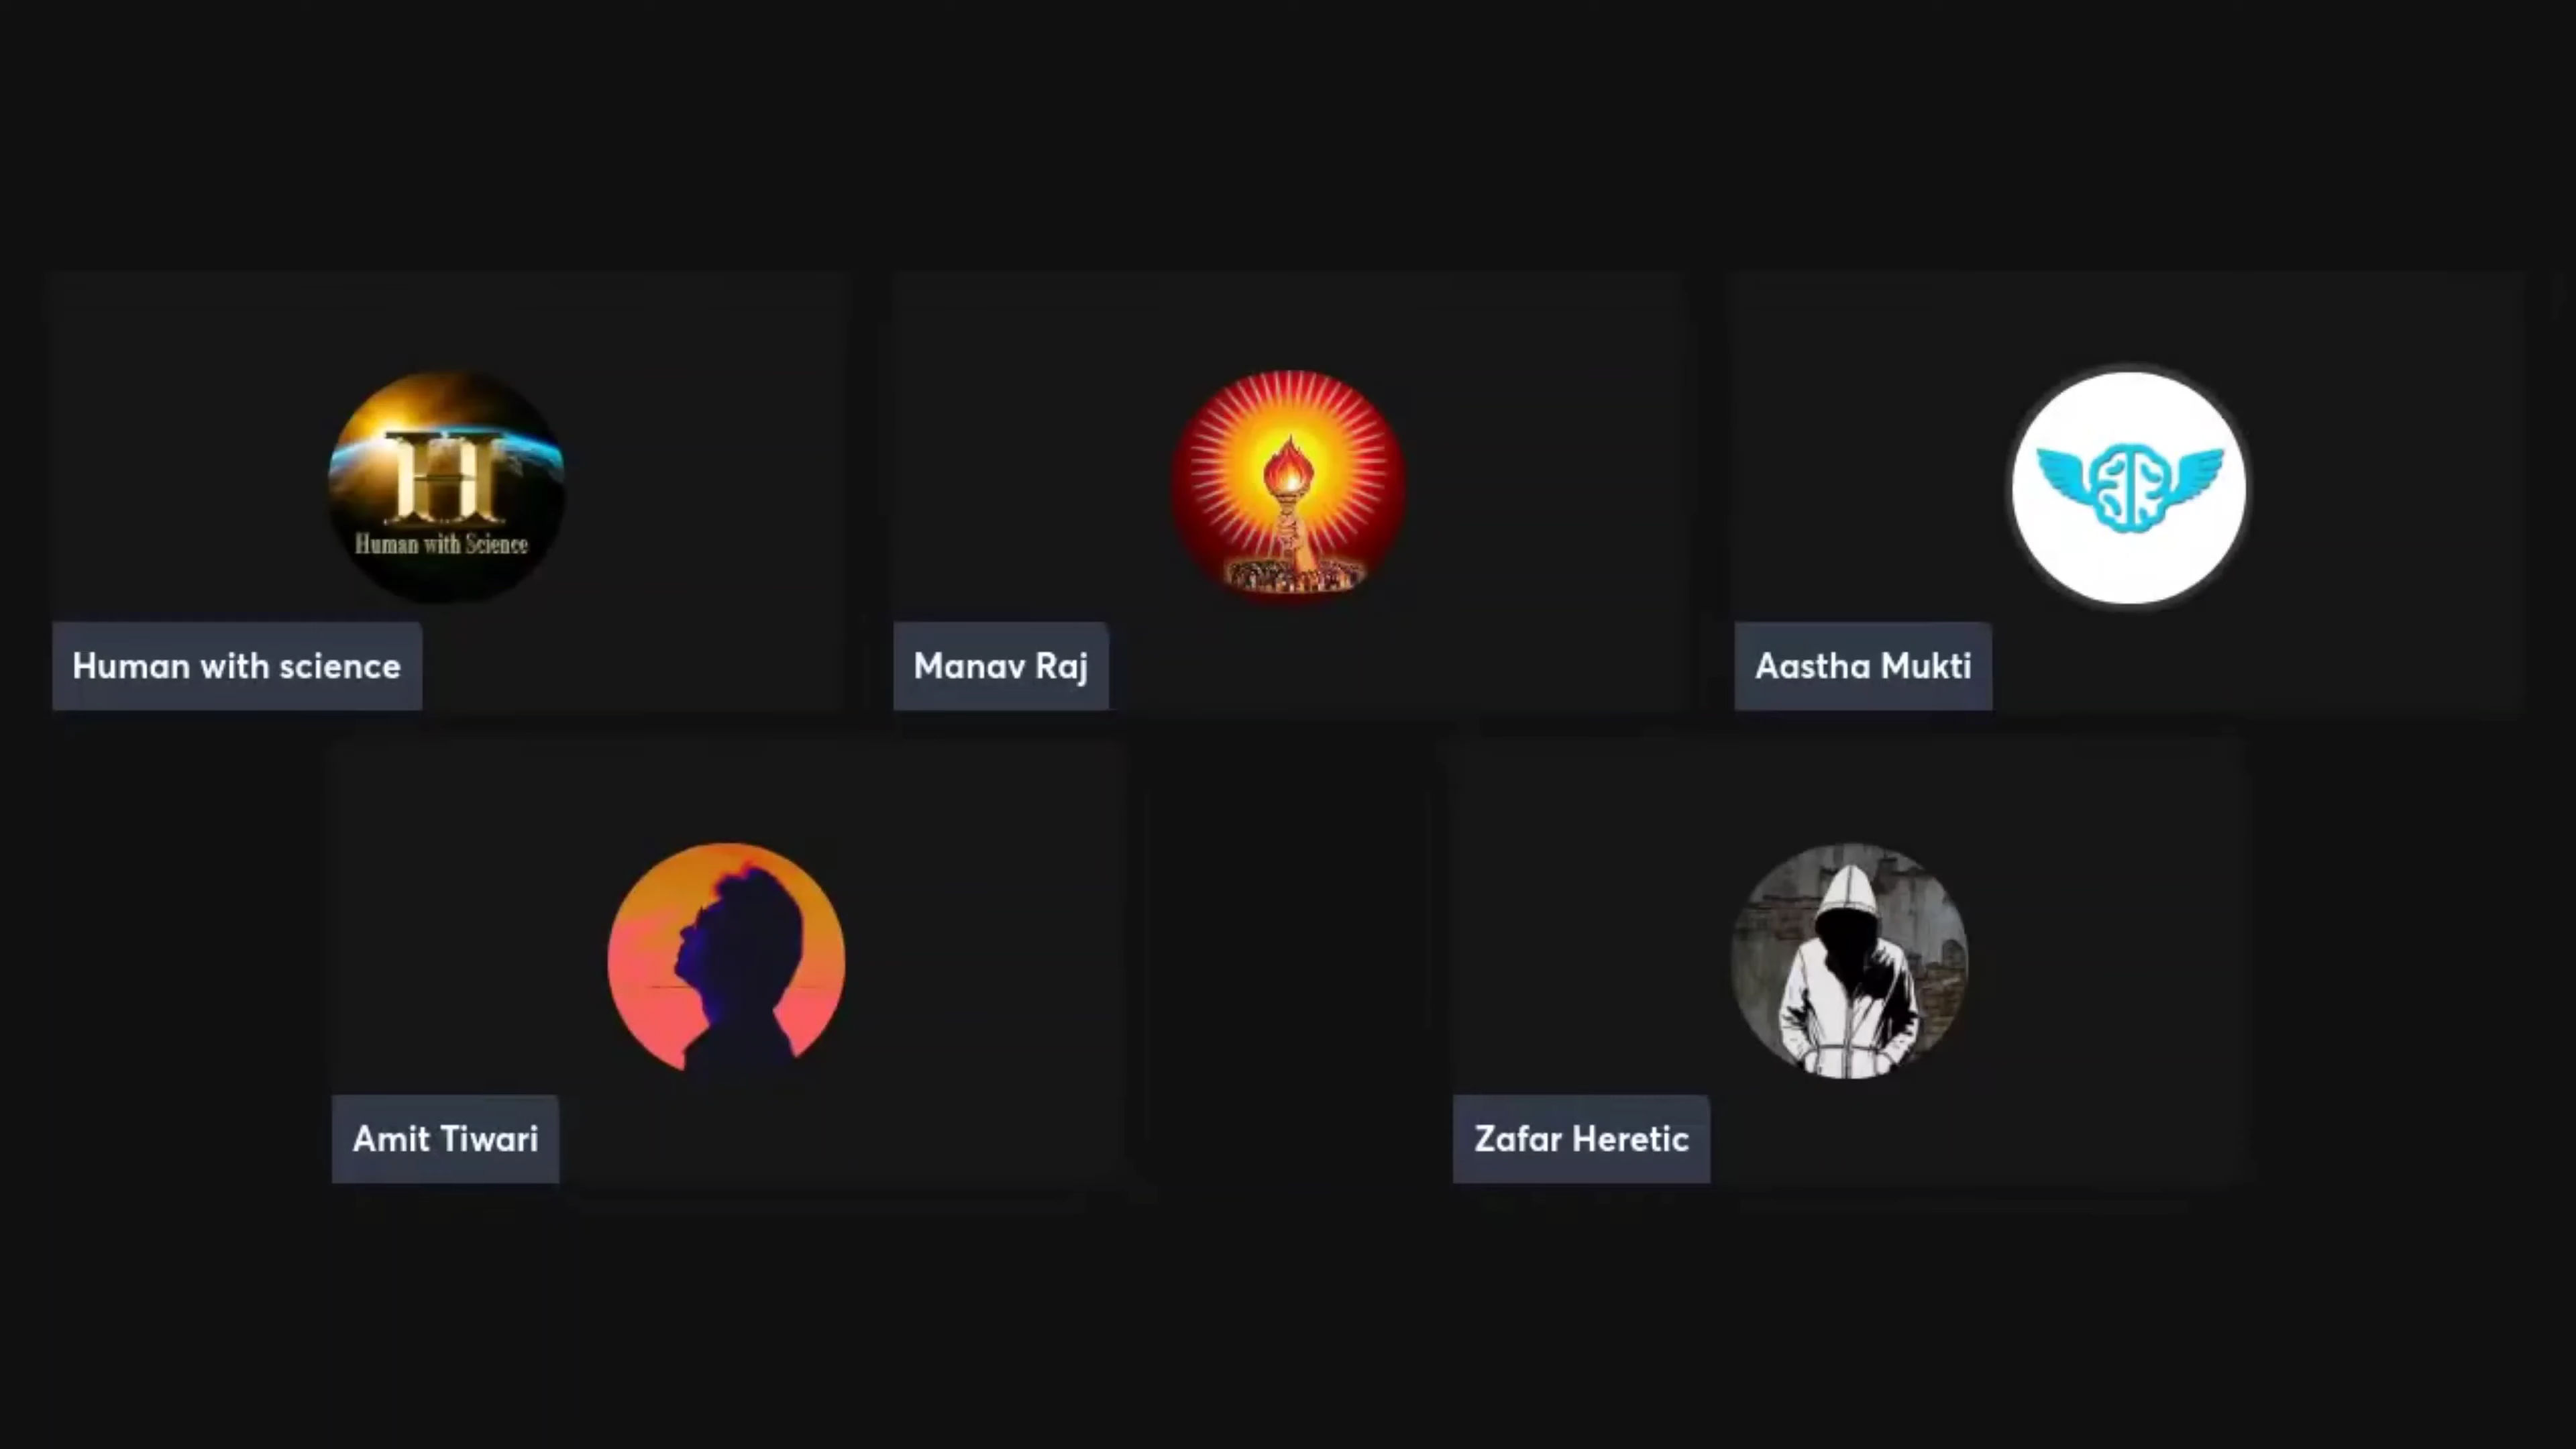 Human with Science
Human with science
Manav Raj
Aastha Mukti
Amit Tiwari
Zafar Heretic